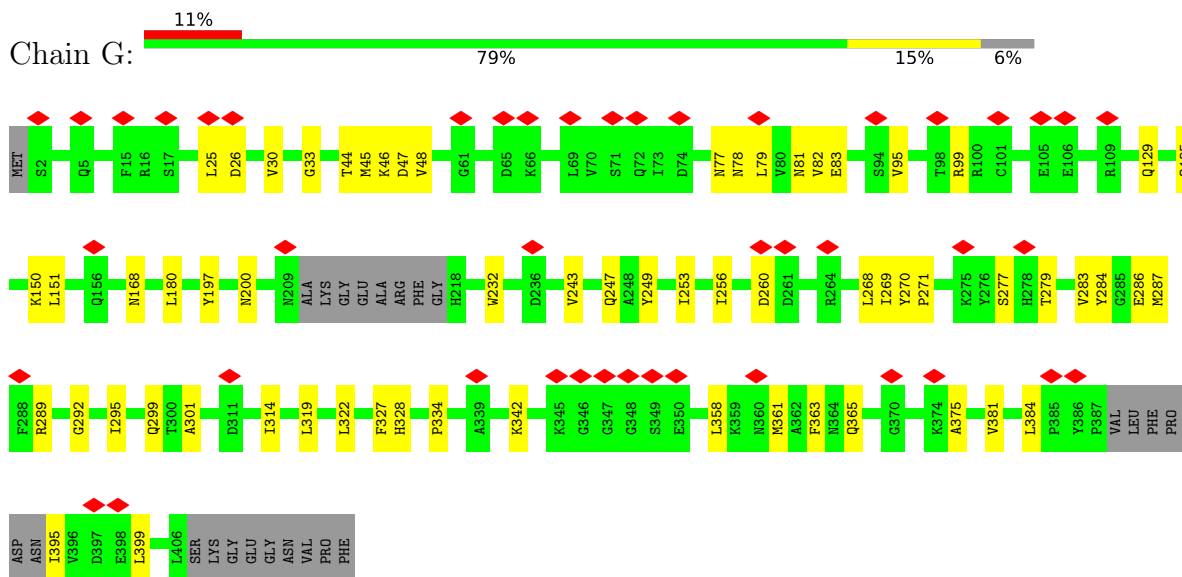 11%
Chain G:
79% 15% 6%
MET S2 Q5 F15 R16 S17 L25 D26 V30 G33 T44 M45 K46 D47 V48 G61 D65 K66 L69 V70 S71 Q72 I73 D74 N77 N78 L79 V80 N81 V82 E83 S94 V95 T98 R99 R100 C101 E105 E106 R109 Q129
K150 L151 Q156 N168 L180 Y197 N200 N209 ALA LYS GLY GLU ALA ARG PHE GLY H218 W232 D236 V243 Q247 A248 Y249 I253 I256 D260 D261 R264 L268 I269 Y270 P271 K275 Y276 S277 H278 T279 V283 Y284 G285 E286 M287
F288 R289 G292 I295 Q299 T300 A301 D311 I314 L319 L322 F327 H328 P334 A339 K342 K345 G346 G347 G348 S349 E350 L358 K359 N360 M361 A362 F363 N364 Q365 G370 K374 A375 V381 L384 P385 Y386 P387 VAL LEU PHE PRO
ASP ASN I395 V396 D397 E398 L399 L406 SER LYS GLY GLU GLY ASN VAL PRO PHE